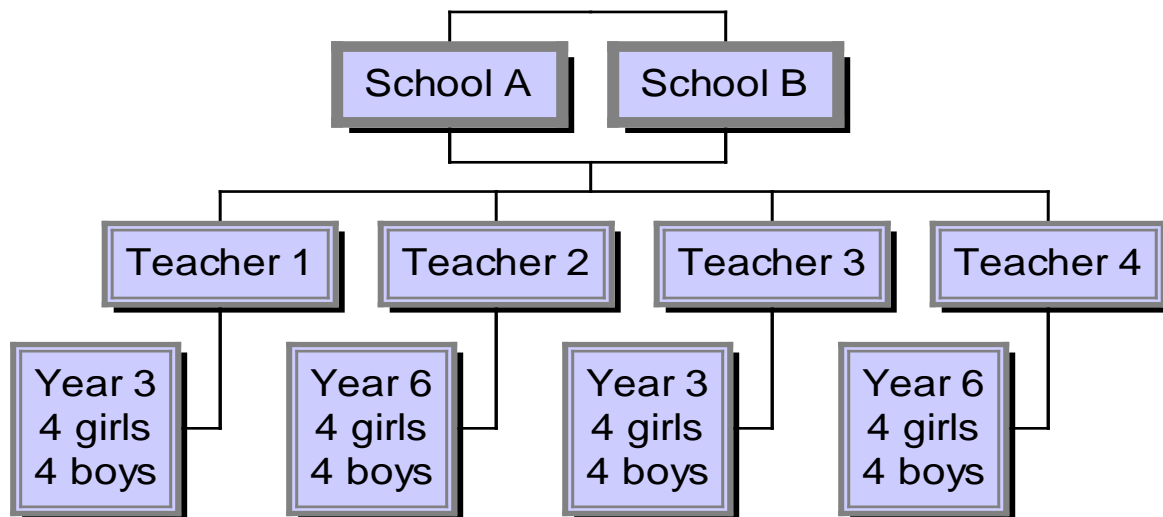 School A
School B
Teacher 1
Teacher 2
Teacher 3
Teacher 4
Year 3
4 girls
4 boys
Year 6
4 girls
4 boys
Year 3
4 girls
4 boys
Year 6
4 girls
4 boys